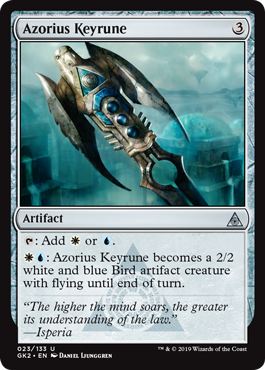 Azorius Keyrune 3
Artifact
: Add or .
: Azorius Keyrune becomes a 2/2
white and blue Bird artifact creature
with flying until end of turn.
“The higher the mind soars, the greater
its understanding of the law.”
—Isperia
023/133 U
GK2 • EN Daniel Ljunggren
™ & © 2019 Wizards of the Coast